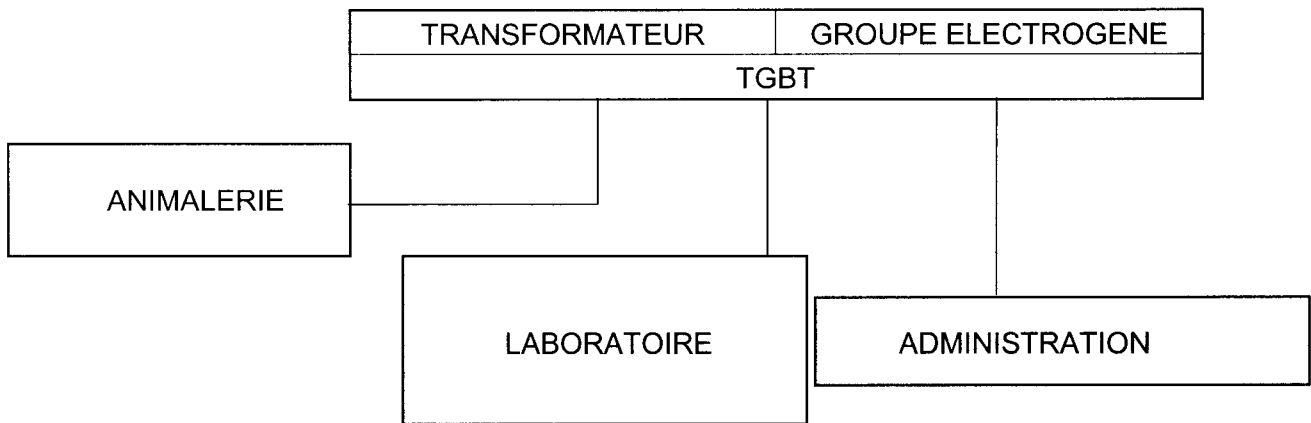 TRANSFORMATEUR
GROUPE ELECTROGENE
TGBT
ANIMALERIE
LABORATOIRE
ADMINISTRATION